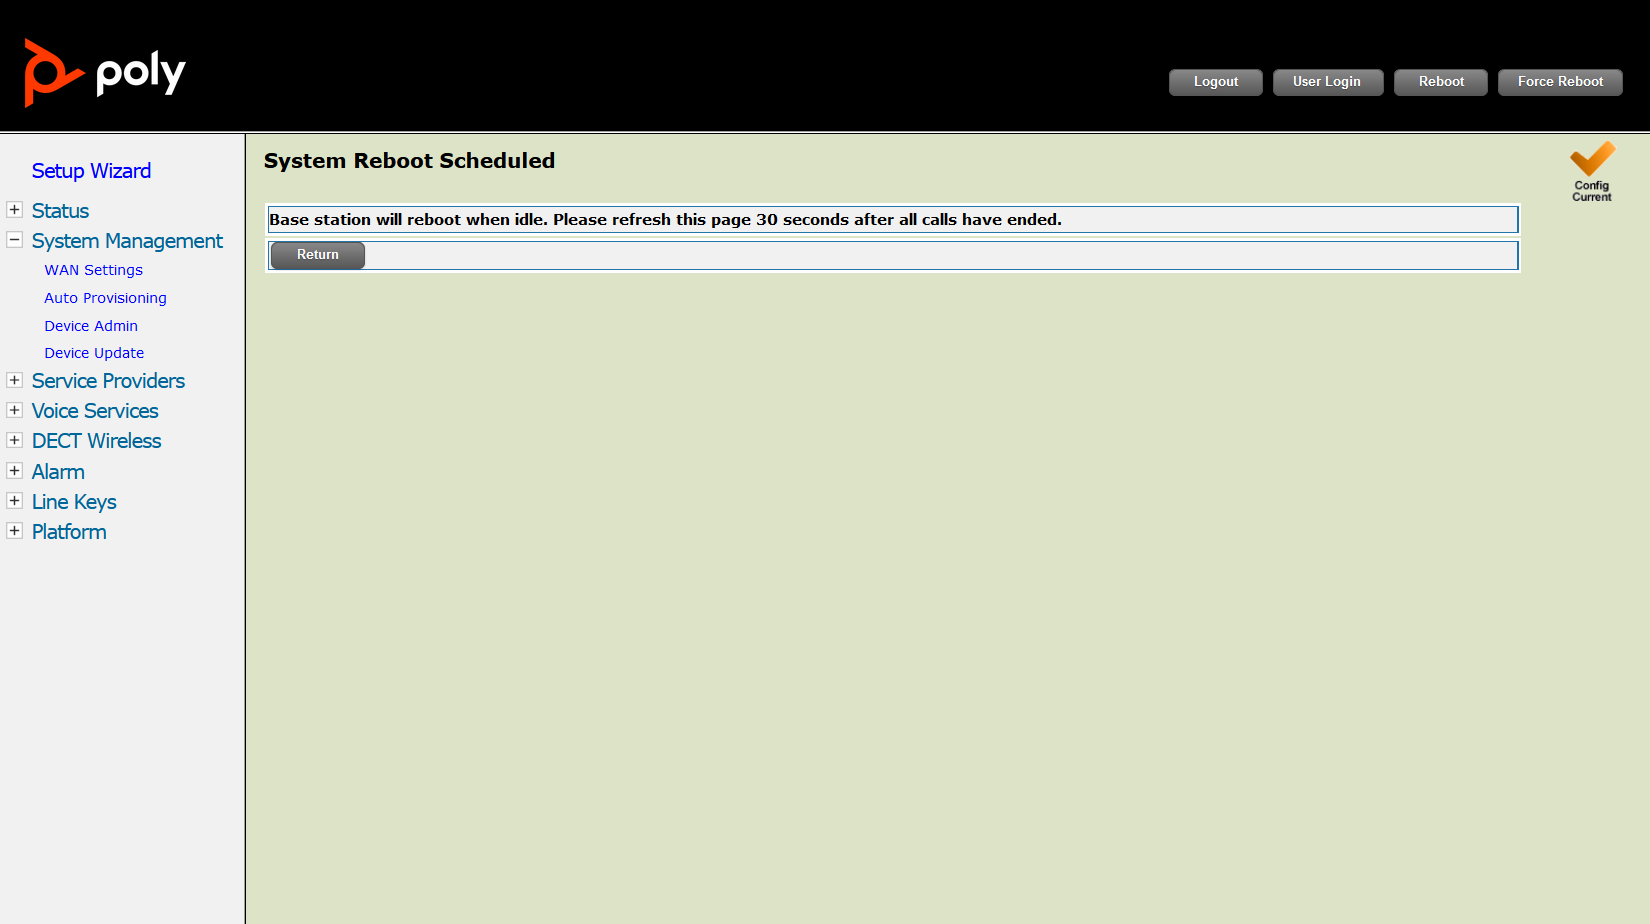 poly
Logout
User Login
Reboot
Force Reboot
Setup Wizard
Status
System Management
WAN Settings
Auto Provisioning
Device Admin
Device Update
Service Providers
Voice Services
DECT Wireless
Alarm
Line Keys
Platform
System Reboot Scheduled
Config
Current
Base station will reboot when idle. Please refresh this page 30 seconds after all calls have ended.
Return